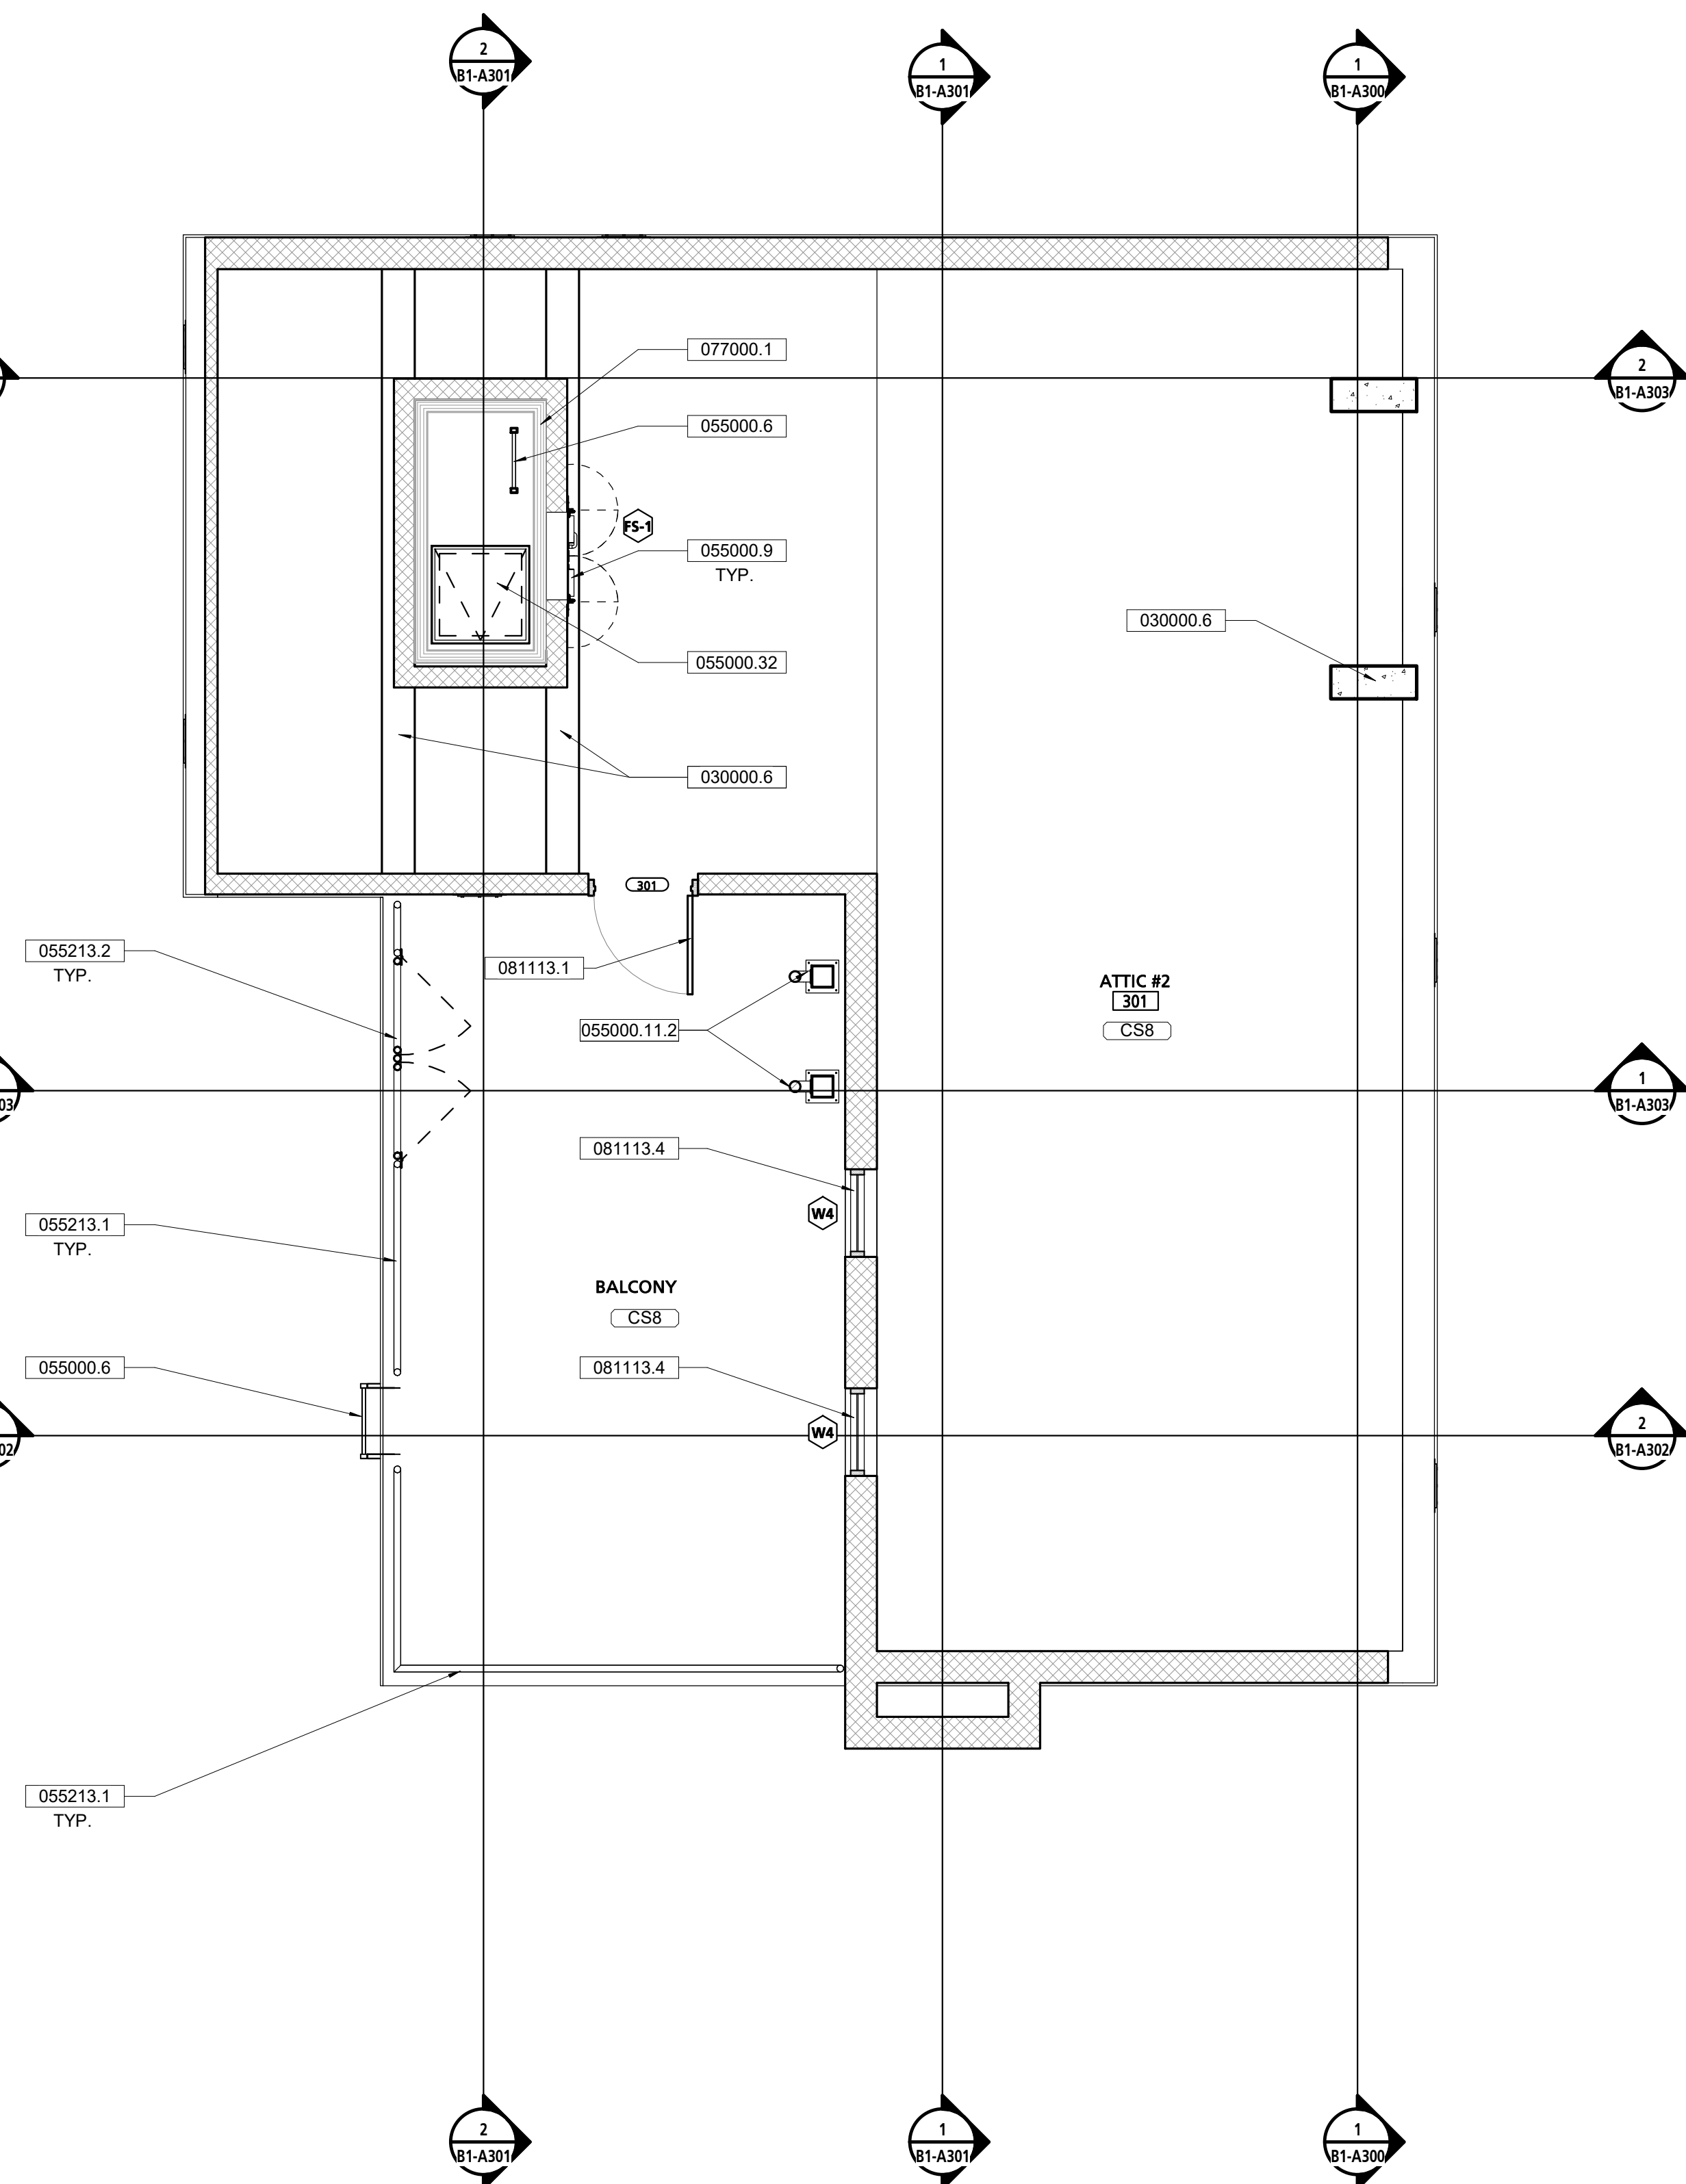 2
B1-A301
1
B1-A301
1
B1-A300
077000.1
2
B1-A303
055000.6
FS-1
055000.9
TYP.
030000.6
055000.32
030000.6
301
055213.2
TYP.
081113.1
ATTIC #2
301
CS8
055000.11.2
1
B1-A303
03
081113.4
W4
055213.1
TYP.
BALCONY
CS8
055000.6
081113.4
W4
2
B1-A302
02
055213.1
TYP.
2
B1-A301
1
B1-A301
1
B1-A300